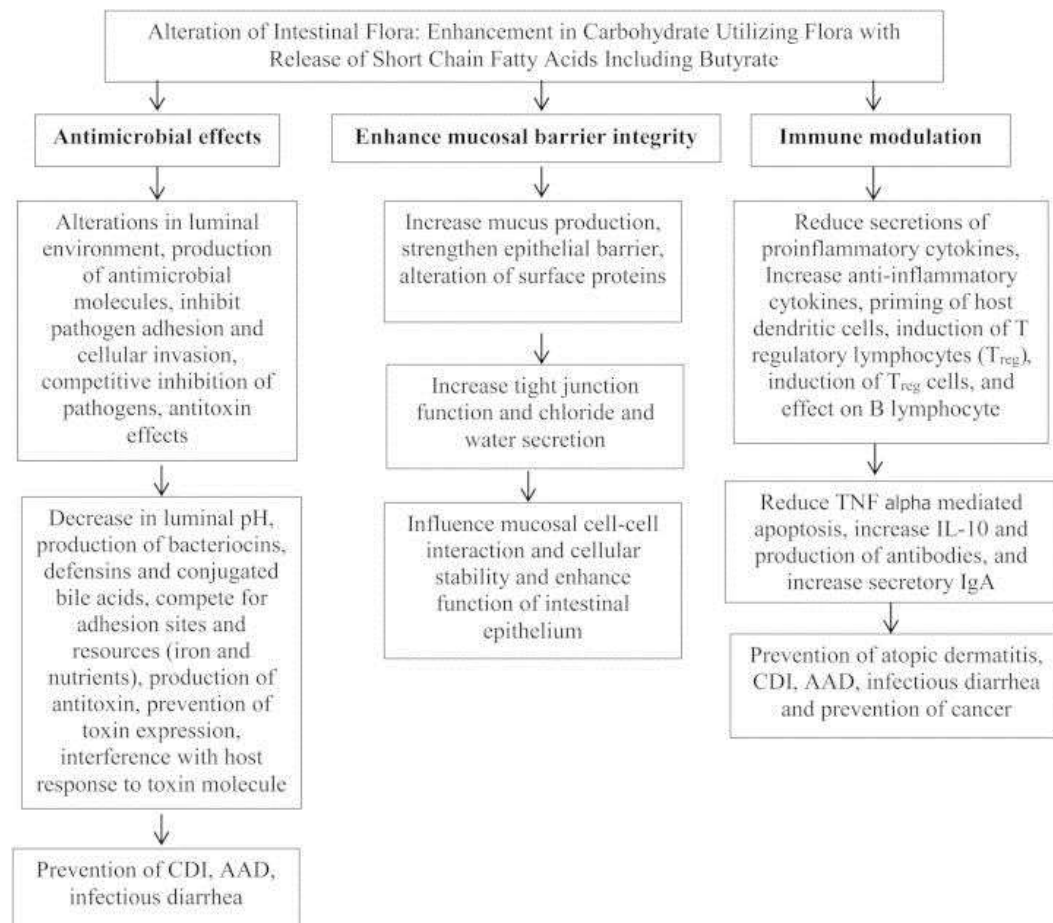 Alteration of Intestinal Flora: Enhancement in Carbohydrate Utilizing Flora with
Release of Short Chain Fatty Acids Including Butyrate
Antimicrobial effects
Alterations in luminal
environment, production
of antimicrobial
molecules, inhibit
pathogen adhesion and
cellular invasion,
competitive inhibition of
pathogens, antitoxin
effects
Decrease in luminal pH,
production of bacteriocins,
defensins and conjugated
bile acids, compete for
adhesion sites and
resources (iron and
nutrients), production of
antitoxin, prevention of
toxin expression,
interference with host
response to toxin molecule
Prevention of CDI, AAD,
infectious diarrhea
Enhance mucosal barrier integrity
Increase mucus production,
strengthen epithelial barrier,
alteration of surface proteins
Increase tight junction
function and chloride and
water secretion
Influence mucosal cell-cell
interaction and cellular
stability and enhance
function of intestinal
epithelium
Immune modulation
Reduce secretions of
proinflammatory cytokines,
Increase anti-inflammatory
cytokines, priming of host
dendritic cells, induction of T
regulatory lymphocytes (Treg),
induction of Treg cells, and
effect on B lymphocyte
Reduce TNF alpha mediated
apoptosis, increase IL-10 and
production of antibodies, and
increase secretory IgA
Prevention of atopic dermatitis,
CDI, AAD, infectious diarrhea
and prevention of cancer